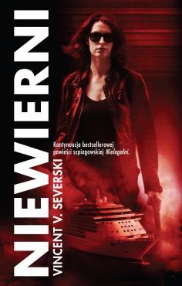 NIEWIERNI
VINCENT V. SEVERSKI
Kontynuacja bestsellerowej
powieści szpiegowskiej Nielegalni.